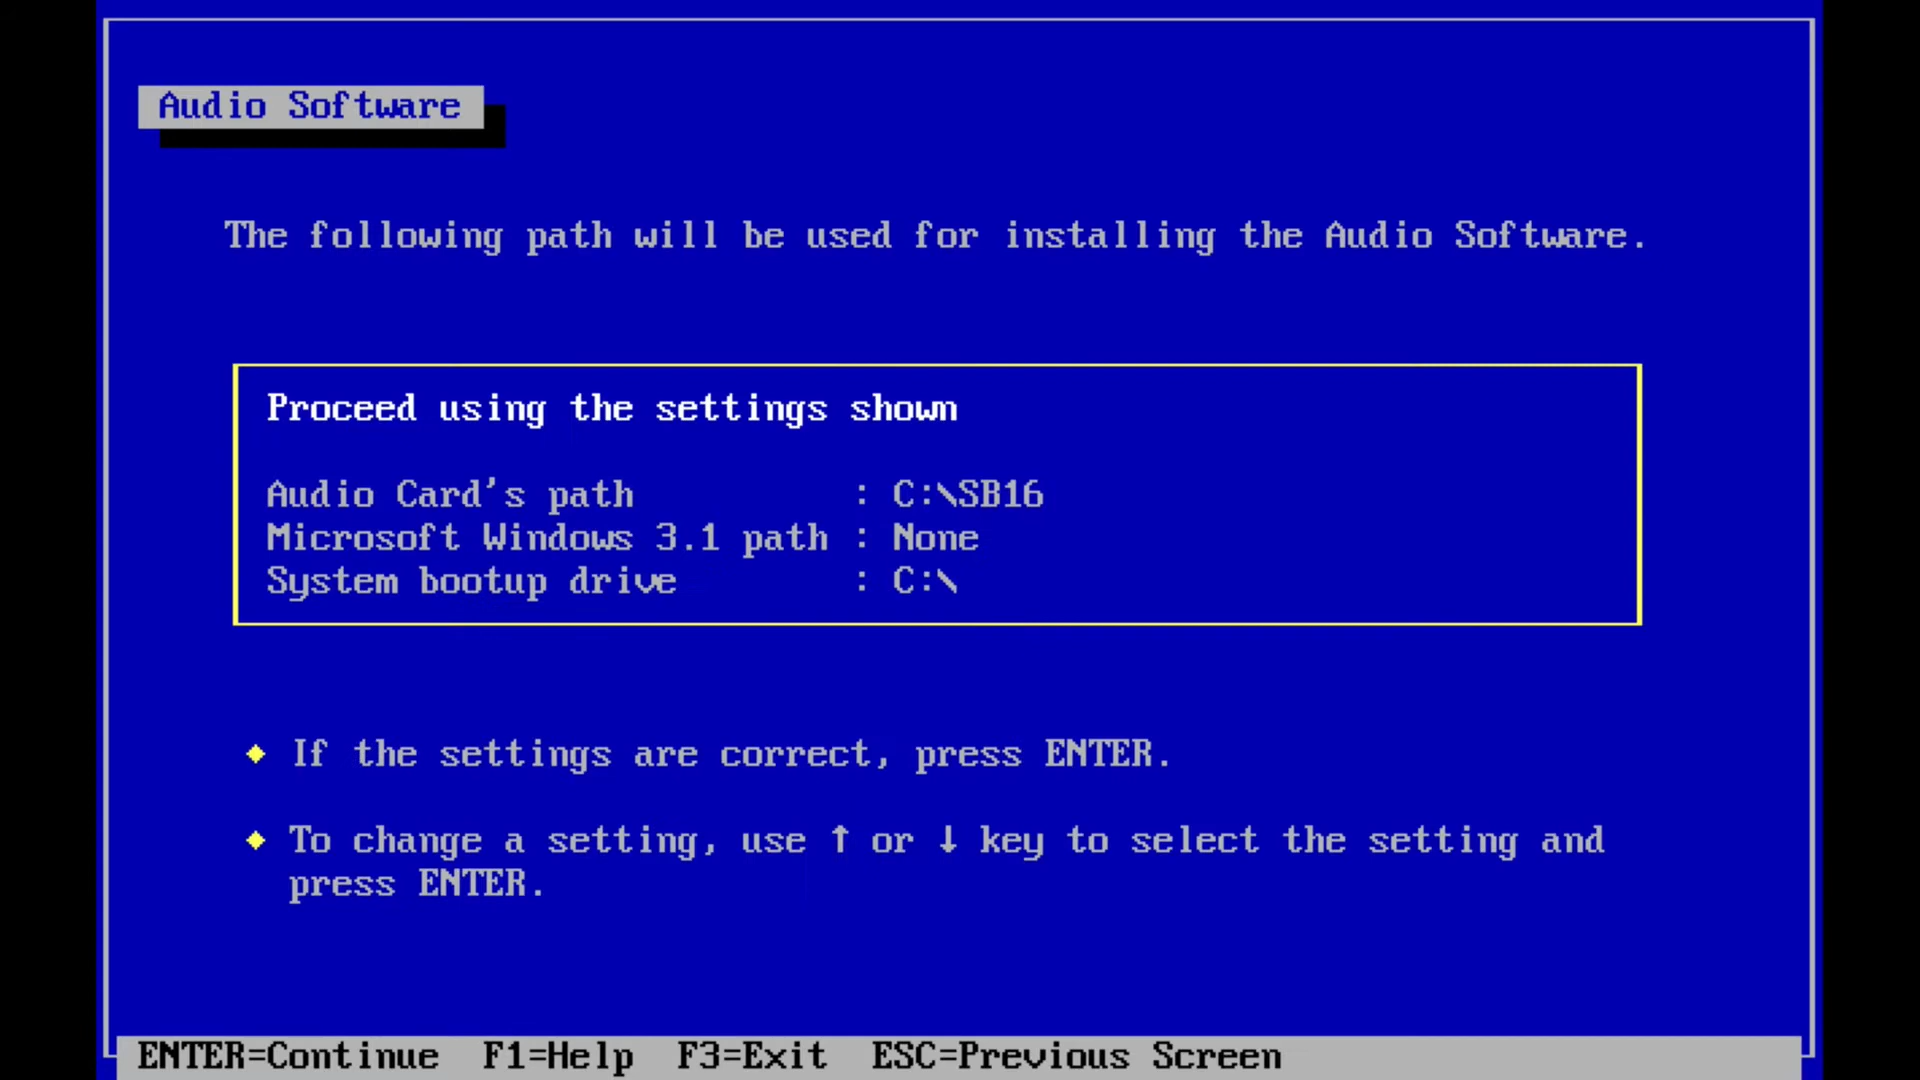 Audio Software
The following path will be used for installing the Audio Software.
Proceed using the settings shown
Audio Card's path : C:\SB16
Microsoft Windows 3.1 path : None
System bootup drive : C:\
◆ If the settings are correct, press ENTER.
◆ To change a setting, use ↑ or ↓ key to select the setting and
press ENTER.
ENTER=Continue F1=Help F3=Exit ESC=Previous Screen